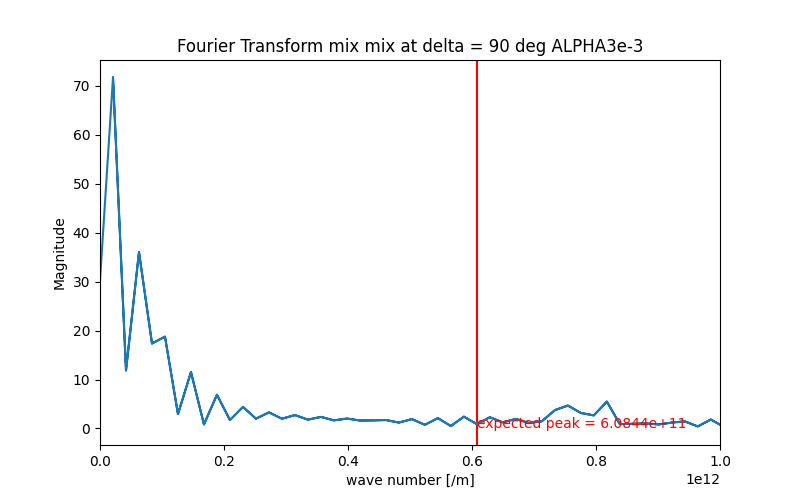 Fourier Transform mix mix at delta = 90 deg ALPHA3e-3
Magnitude
70
60
50
40
30
20
10
0
expected peak = 6.0844e+11
0.0 0.2 0.4 0.6 0.8 1.0
1e12
wave number [/m]